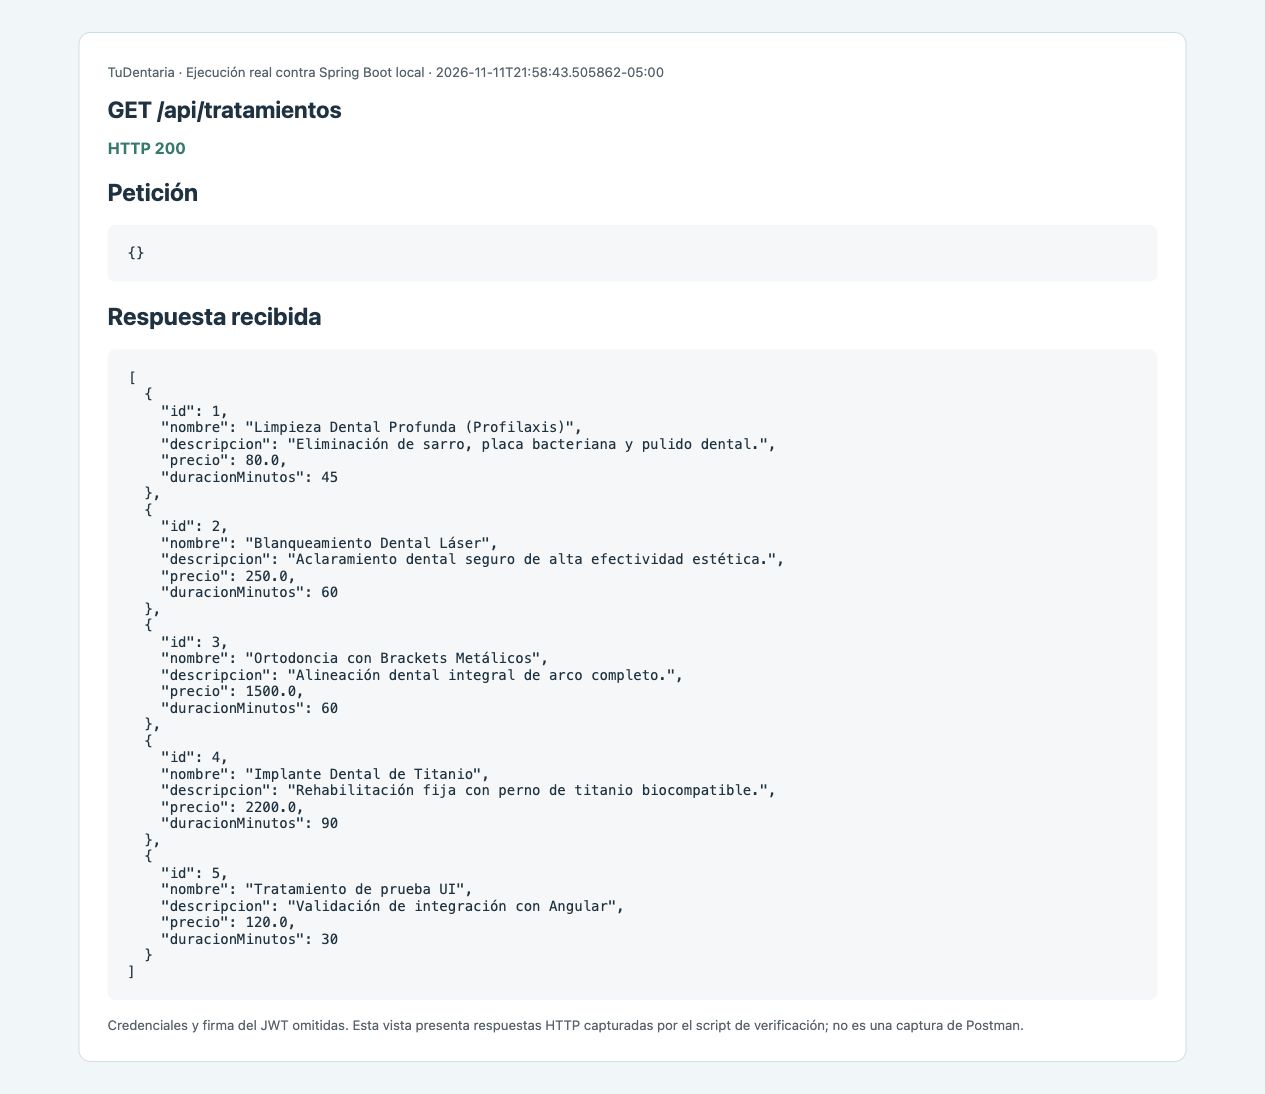 TuDentaria · Ejecución real contra Spring Boot local · 2026-11-11T21:58:43.505862-05:00
GET /api/tratamientos
HTTP 200
Petición
{}
Respuesta recibida
[
  {
    "id": 1,
    "nombre": "Limpieza Dental Profunda (Profilaxis)",
    "descripcion": "Eliminación de sarro, placa bacteriana y pulido dental.",
    "precio": 80.0,
    "duracionMinutos": 45
  },
  {
    "id": 2,
    "nombre": "Blanqueamiento Dental Láser",
    "descripcion": "Aclaramiento dental seguro de alta efectividad estética.",
    "precio": 250.0,
    "duracionMinutos": 60
  },
  {
    "id": 3,
    "nombre": "Ortodoncia con Brackets Metálicos",
    "descripcion": "Alineación dental integral de arco completo.",
    "precio": 1500.0,
    "duracionMinutos": 60
  },
  {
    "id": 4,
    "nombre": "Implante Dental de Titanio",
    "descripcion": "Rehabilitación fija con perno de titanio biocompatible.",
    "precio": 2200.0,
    "duracionMinutos": 90
  },
  {
    "id": 5,
    "nombre": "Tratamiento de prueba UI",
    "descripcion": "Validación de integración con Angular",
    "precio": 120.0,
    "duracionMinutos": 30
  }
]
Credenciales y firma del JWT omitidas. Esta vista presenta respuestas HTTP capturadas por el script de verificación; no es una captura de Postman.